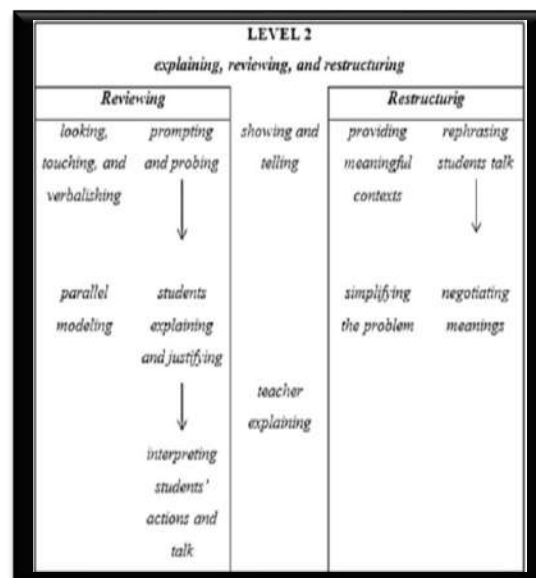 LEVEL 2
explaining, reviewing, and restructuring
Reviewing
Restructurig
looking,
touching, and
verbalishing
prompting
and probing
showing and
telling
providing
meaningful
contexts
rephrasing
students talk
parallel
modeling
students
explaining
and justifying
simplifying
the problem
negotiating
meanings
teacher
explaining
interpreting
students'
actions and
talk